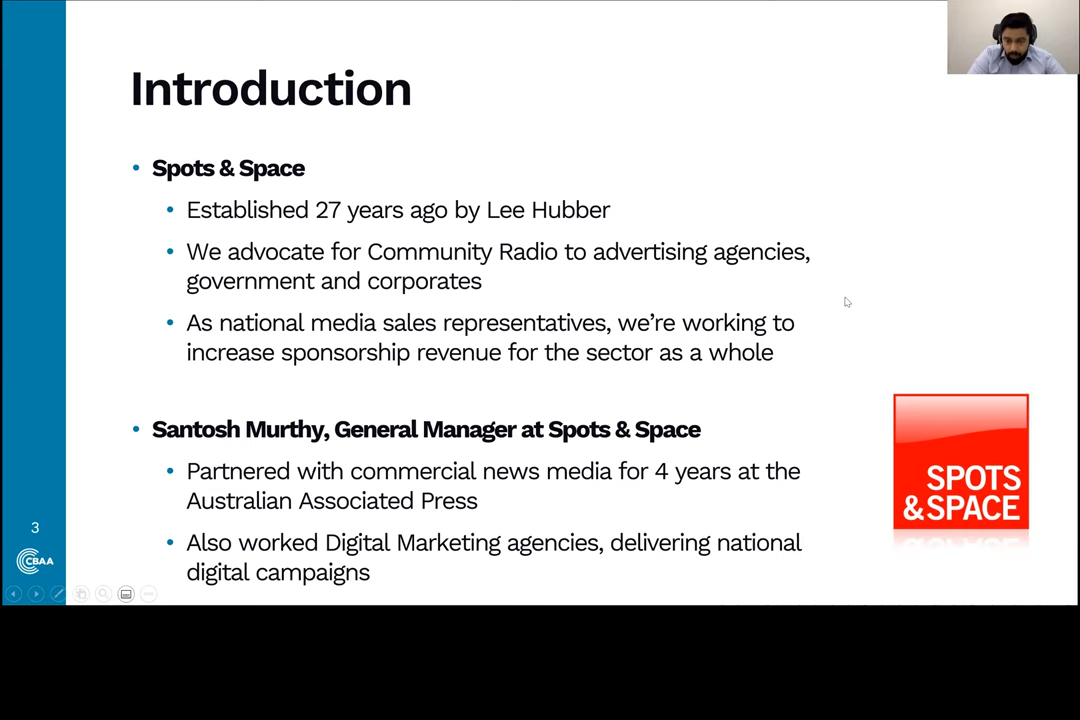 Introduction
• Spots & Space
• Established 27 years ago by Lee Hubber
• We advocate for Community Radio to advertising agencies,
government and corporates
• As national media sales representatives, we’re working to
increase sponsorship revenue for the sector as a whole
• Santosh Murthy, General Manager at Spots & Space
• Partnered with commercial news media for 4 years at the
Australian Associated Press
• Also worked Digital Marketing agencies, delivering national
digital campaigns
SPOTS
&SPACE
3
CBAA